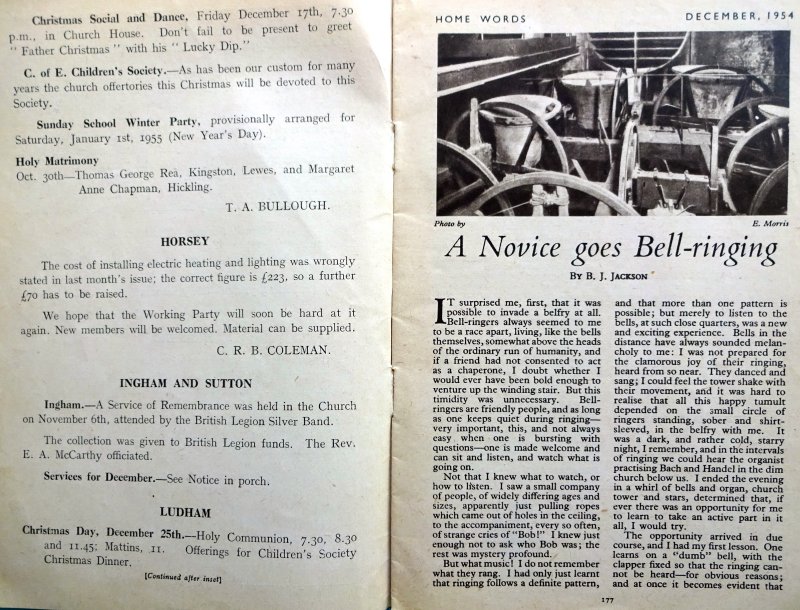 Christmas Social and Dance, Friday December 17th, 7.30
p.m., in Church House. Don't fail to be present to greet
" Father Christmas " with his " Lucky Dip."
C. of E. Children's Society.—As has been our custom for many
years the church offertories this Christmas will be devoted to this
Society.
Sunday School Winter Party, provisionally arranged for
Saturday, January 1st, 1955 (New Year's Day).
Holy Matrimony
Oct. 30th—Thomas George Rea, Kingston, Lewes, and Margaret
Anne Chapman, Hickling.
T. A. BULLOUGH.
HORSEY
The cost of installing electric heating and lighting was wrongly
stated in last month's issue; the correct figure is £223, so a further
£70 has to be raised.
We hope that the Working Party will soon be hard at it
again. New members will be welcomed. Material can be supplied.
C. R. B. COLEMAN.
INGHAM AND SUTTON
Ingham.—A Service of Remembrance was held in the Church
on November 6th, attended by the British Legion Silver Band.
The collection was given to British Legion funds. The Rev.
E. A. McCarthy officiated.
Services for December.—See Notice in porch.
LUDHAM
Christmas Day, December 25th.—Holy Communion, 7.30, 8.30
and 11.45; Mattins, 11. Offerings for Children's Society
Christmas Dinner.
[Continued after inset]
HOME WORDS
DECEMBER, 1954
Photo by
E. Morris
A Novice goes Bell-ringing
BY B. J. JACKSON
IT surprised me, first, that it was
possible to invade a belfry at all.
Bell-ringers always seemed to me
to be a race apart, living, like the bells
themselves, somewhat above the heads
of the ordinary run of humanity, and
if a friend had not consented to act
as a chaperone, I doubt whether I
would ever have been bold enough to
venture up the winding stair. But this
timidity was unnecessary. Bell-
ringers are friendly people, and as long
as one keeps quiet during ringing—
very important, this, and not always
easy when one is bursting with
questions—one is made welcome and
can sit and listen, and watch what is
going on.
Not that I knew what to watch, or
how to listen. I saw a small company
of people, of widely differing ages and
sizes, apparently just pulling ropes
which came out of holes in the ceiling,
to the accompaniment, every so often,
of strange cries of "Bob!" I knew just
enough not to ask who Bob was; the
rest was mystery profound.
But what music! I do not remember
what they rang. I had only just learnt
that ringing follows a definite pattern,
and that more than one pattern is
possible; but merely to listen to the
bells, at such close quarters, was a new
and exciting experience. Bells in the
distance have always sounded melan-
choly to me: I was not prepared for
the clamorous joy of their ringing,
heard from so near. They danced and
sang; I could feel the tower shake with
their movement, and it was hard to
realise that all this happy tumult
depended on the small circle of
ringers standing, sober and shirt-
sleeved, in the belfry with me. It
was a dark, and rather cold, starry
night, I remember, and in the intervals
of ringing we could hear the organist
practising Bach and Handel in the dim
church below us. I ended the evening
in a whirl of bells and organ, church
tower and stars, determined that, if
ever there was an opportunity for me
to learn to take an active part in it
all, I would try.
The opportunity arrived in due
course, and I had my first lesson. One
learns on a "dumb" bell, with the
clapper fixed so that the ringing can-
not be heard—for obvious reasons;
and at once it becomes evident that
177